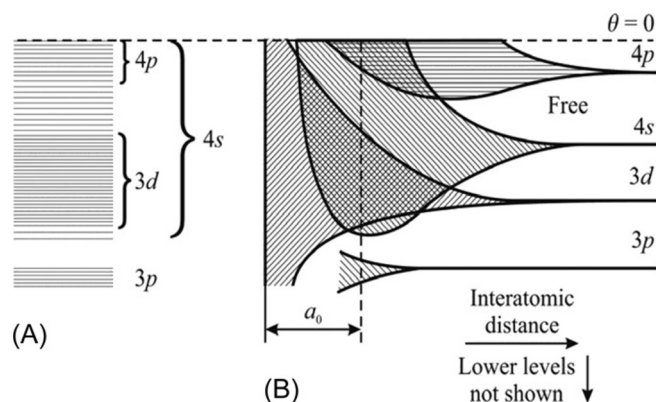 θ = 0
4p
4s
3d
3p
(A)
4p
Free
4s
3d
3p
a₀
Interatomic
distance
Lower levels
not shown
(B)